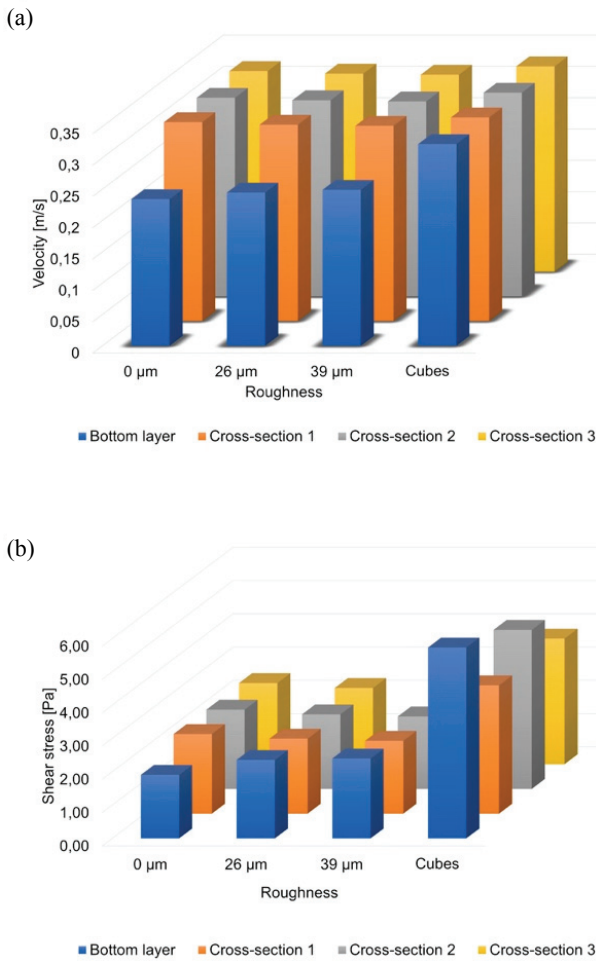 (a)
0,35
0,3
0,25
0,2
0,15
0,1
0,05
0
Velocity [m/s]
0 µm 26 µm 39 µm Cubes
Roughness
Bottom layer Cross-section 1 Cross-section 2 Cross-section 3
(b)
6,00
5,00
4,00
3,00
2,00
1,00
0,00
Shear stress [Pa]
0 µm 26 µm 39 µm Cubes
Roughness
Bottom layer Cross-section 1 Cross-section 2 Cross-section 3